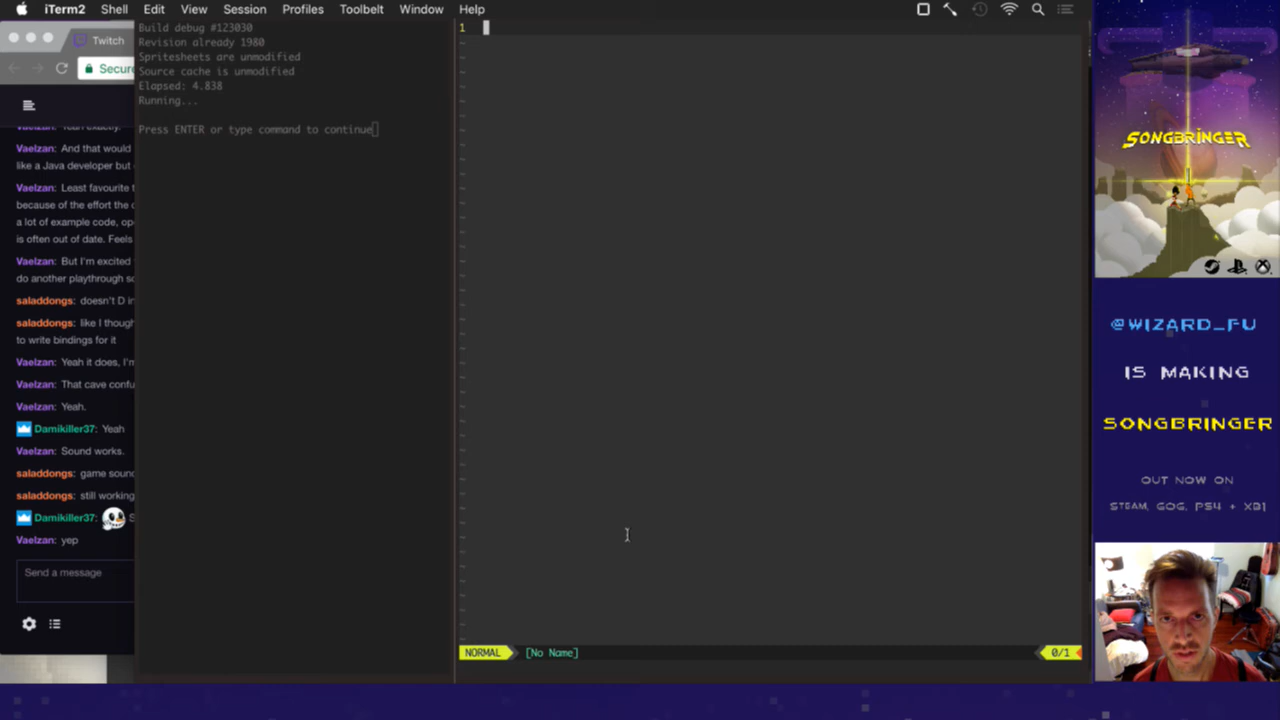 iTerm2 Shell Edit View Session Profiles Toolbelt Window Help
Twitch
Secure
Vaelzan: Yeah exactly.
Vaelzan: And that would
like a Java developer but
Vaelzan: Least favourite
because of the effort the
a lot of example code,
is often out of date. Feels
Vaelzan: But I'm excited
do another playthrough
saladdongs: doesn't D
saladdongs: like I
to write bindings for it
Vaelzan: Yeah it does, I'm
Vaelzan: That cave
Vaelzan: Yeah.
Damikiller37: Yeah
Vaelzan: Sound works.
saladdongs: game
saladdongs: still working
Damikiller37:
Vaelzan: yep
Send a message
Build debug #123030
Revision already 1980
Spritesheets are unmodified
Source cache is unmodified
Elapsed: 4.838
Running...
Press ENTER or type command to continue
1
NORMAL [No Name] 0/1
SONGBRINGER
@WIZARD_FU
IS MAKING
SONGBRINGER
OUT NOW ON
STEAM, GOG, PS4 + XB1